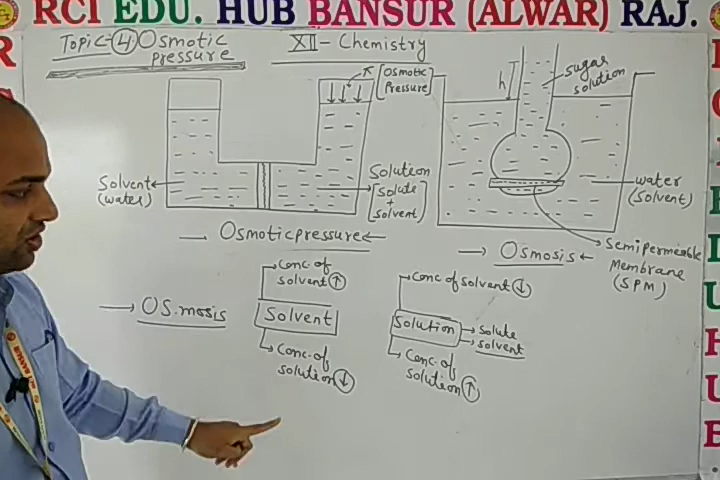 RCI EDU. HUB BANSUR (ALWAR) RAJ.
Topic-④ Osmotic Pressure
XII - Chemistry
π [Osmotic Pressure]
Solvent (water)
Solution [Solute + Solvent]
Osmotic pressure
h
sugar solution
water (Solvent)
Semipermeable Membrane (SPM)
Osmosis
OS.mosis
Conc. of solvent ↑
Solvent
Conc. of solution ↓
Conc of solvent ↓
Solution
Solute
solvent
Conc. of solution ↑